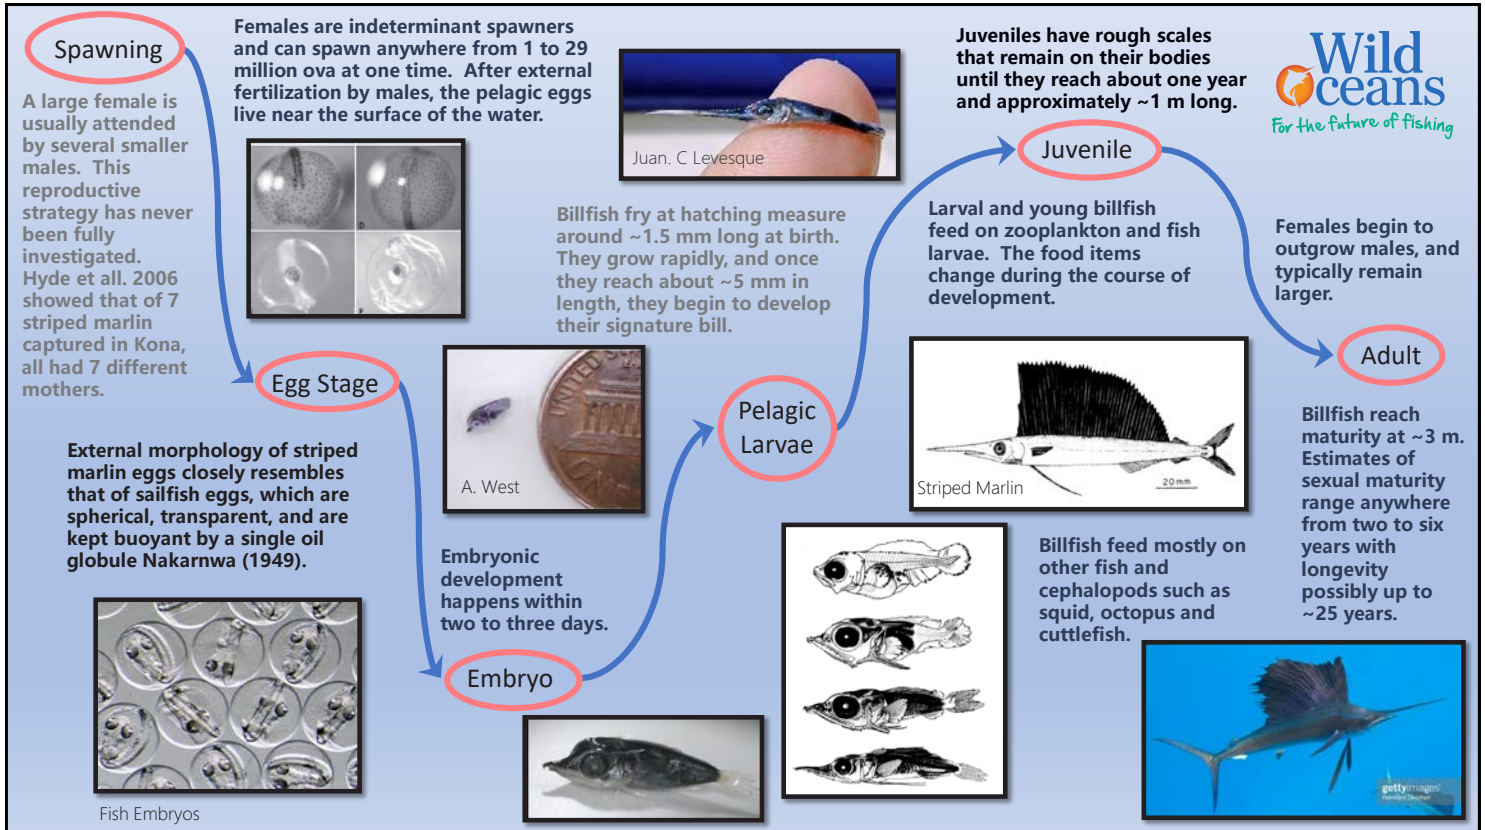 Spawning
A large female is
usually attended
by several smaller
males. This
reproductive
strategy has never
been fully
investigated.
Hyde et all. 2006
showed that of 7
striped marlin
captured in Kona,
all had 7 different
mothers.
Females are indeterminant spawners
and can spawn anywhere from 1 to 29
million ova at one time. After external
fertilization by males, the pelagic eggs
live near the surface of the water.
Egg Stage
External morphology of striped
marlin eggs closely resembles
that of sailfish eggs, which are
spherical, transparent, and are
kept buoyant by a single oil
globule Nakarnwa (1949).
Fish Embryos
UNITED
A. West
Embryonic
development
happens within
two to three days.
Embryo
Juan. C Levesque
Billfish fry at hatching measure
around ~1.5 mm long at birth.
They grow rapidly, and once
they reach about ~5 mm in
length, they begin to develop
their signature bill.
Pelagic
Larvae
Juveniles have rough scales
that remain on their bodies
until they reach about one year
and approximately ~1 m long.
Juvenile
Larval and young billfish
feed on zooplankton and fish
larvae. The food items
change during the course of
development.
Striped Marlin
20 mm
Billfish feed mostly on
other fish and
cephalopods such as
squid, octopus and
cuttlefish.
Wild
Oceans
For the future of fishing
Females begin to
outgrow males, and
typically remain
larger.
Adult
Billfish reach
maturity at ~3 m.
Estimates of
sexual maturity
range anywhere
from two to six
years with
longevity
possibly up to
~25 years.
gettyimages